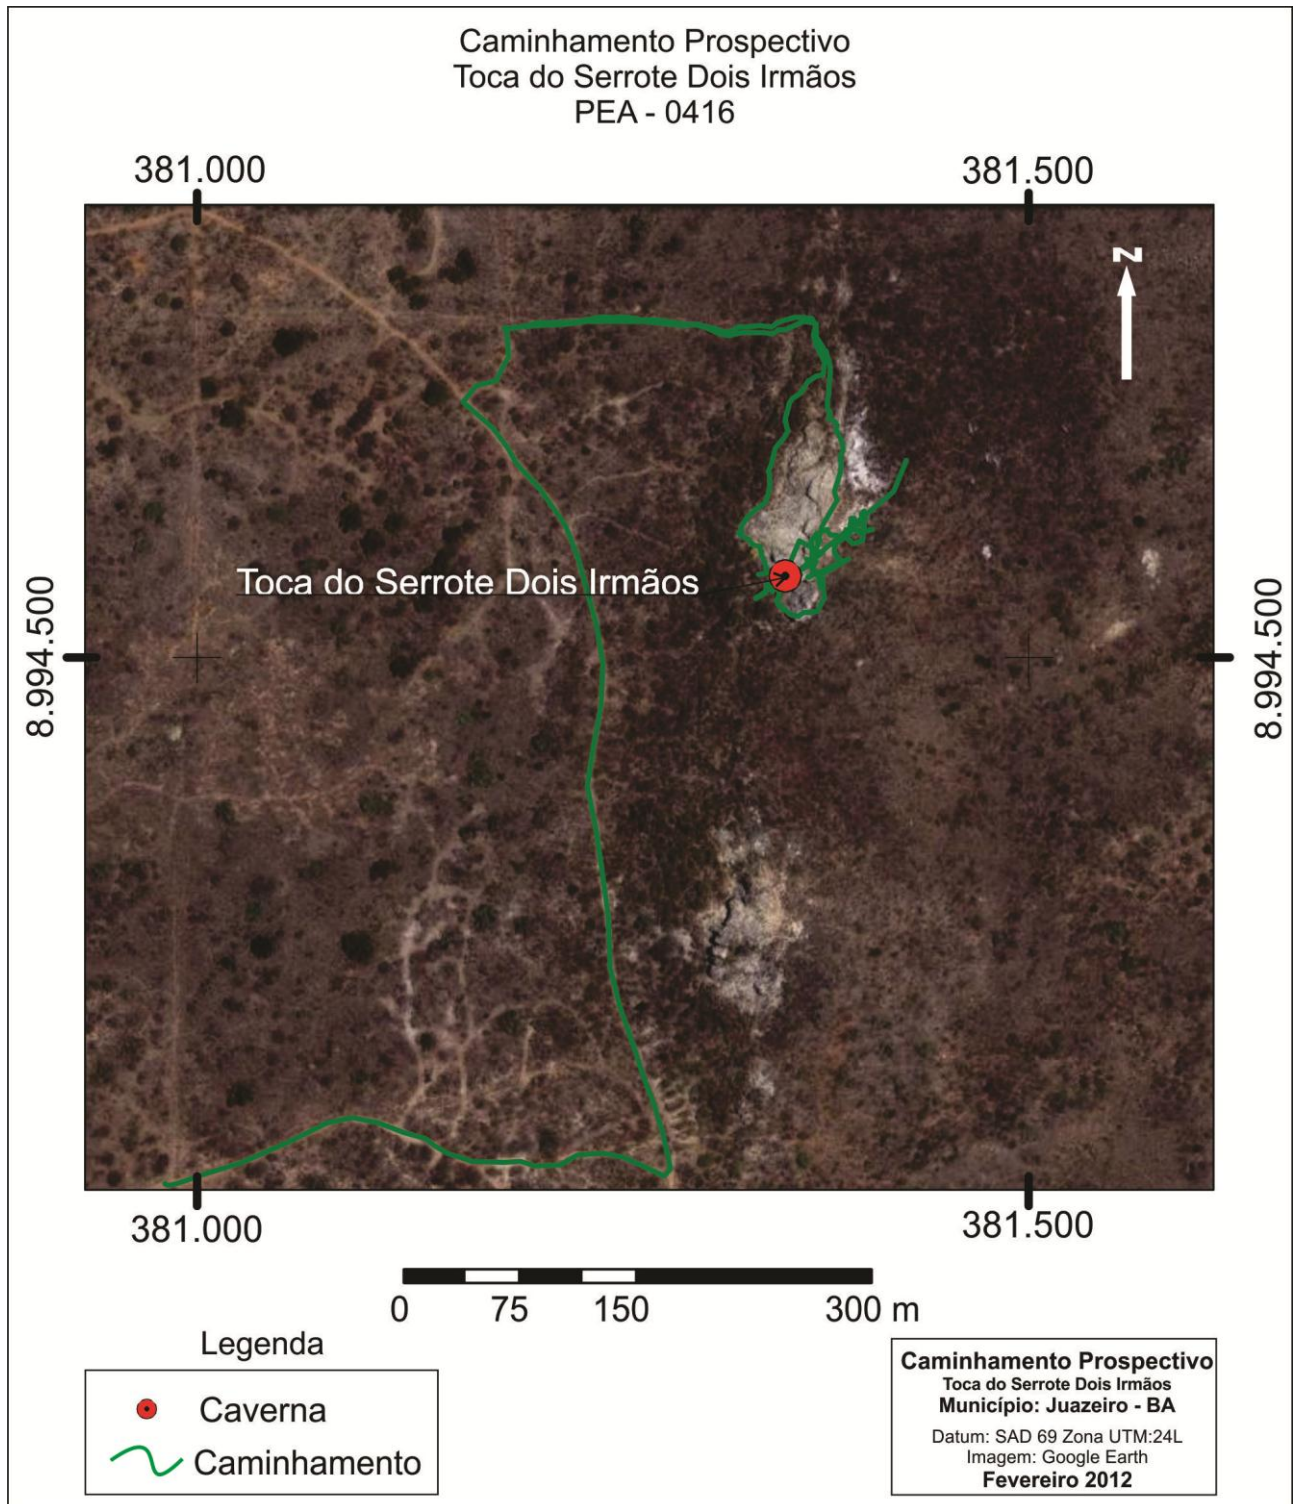 Caminhamento Prospectivo
Toca do Serrote Dois Irmãos
PEA - 0416
381.000
381.500
N
Toca do Serrote Dois Irmãos
8.994.500
8.994.500
381.000
381.500
0 75 150 300 m
Legenda
Caverna
Caminhamento
Caminhamento Prospectivo
Toca do Serrote Dois Irmãos
Município: Juazeiro - BA
Datum: SAD 69 Zona UTM:24L
Imagem: Google Earth
Fevereiro 2012